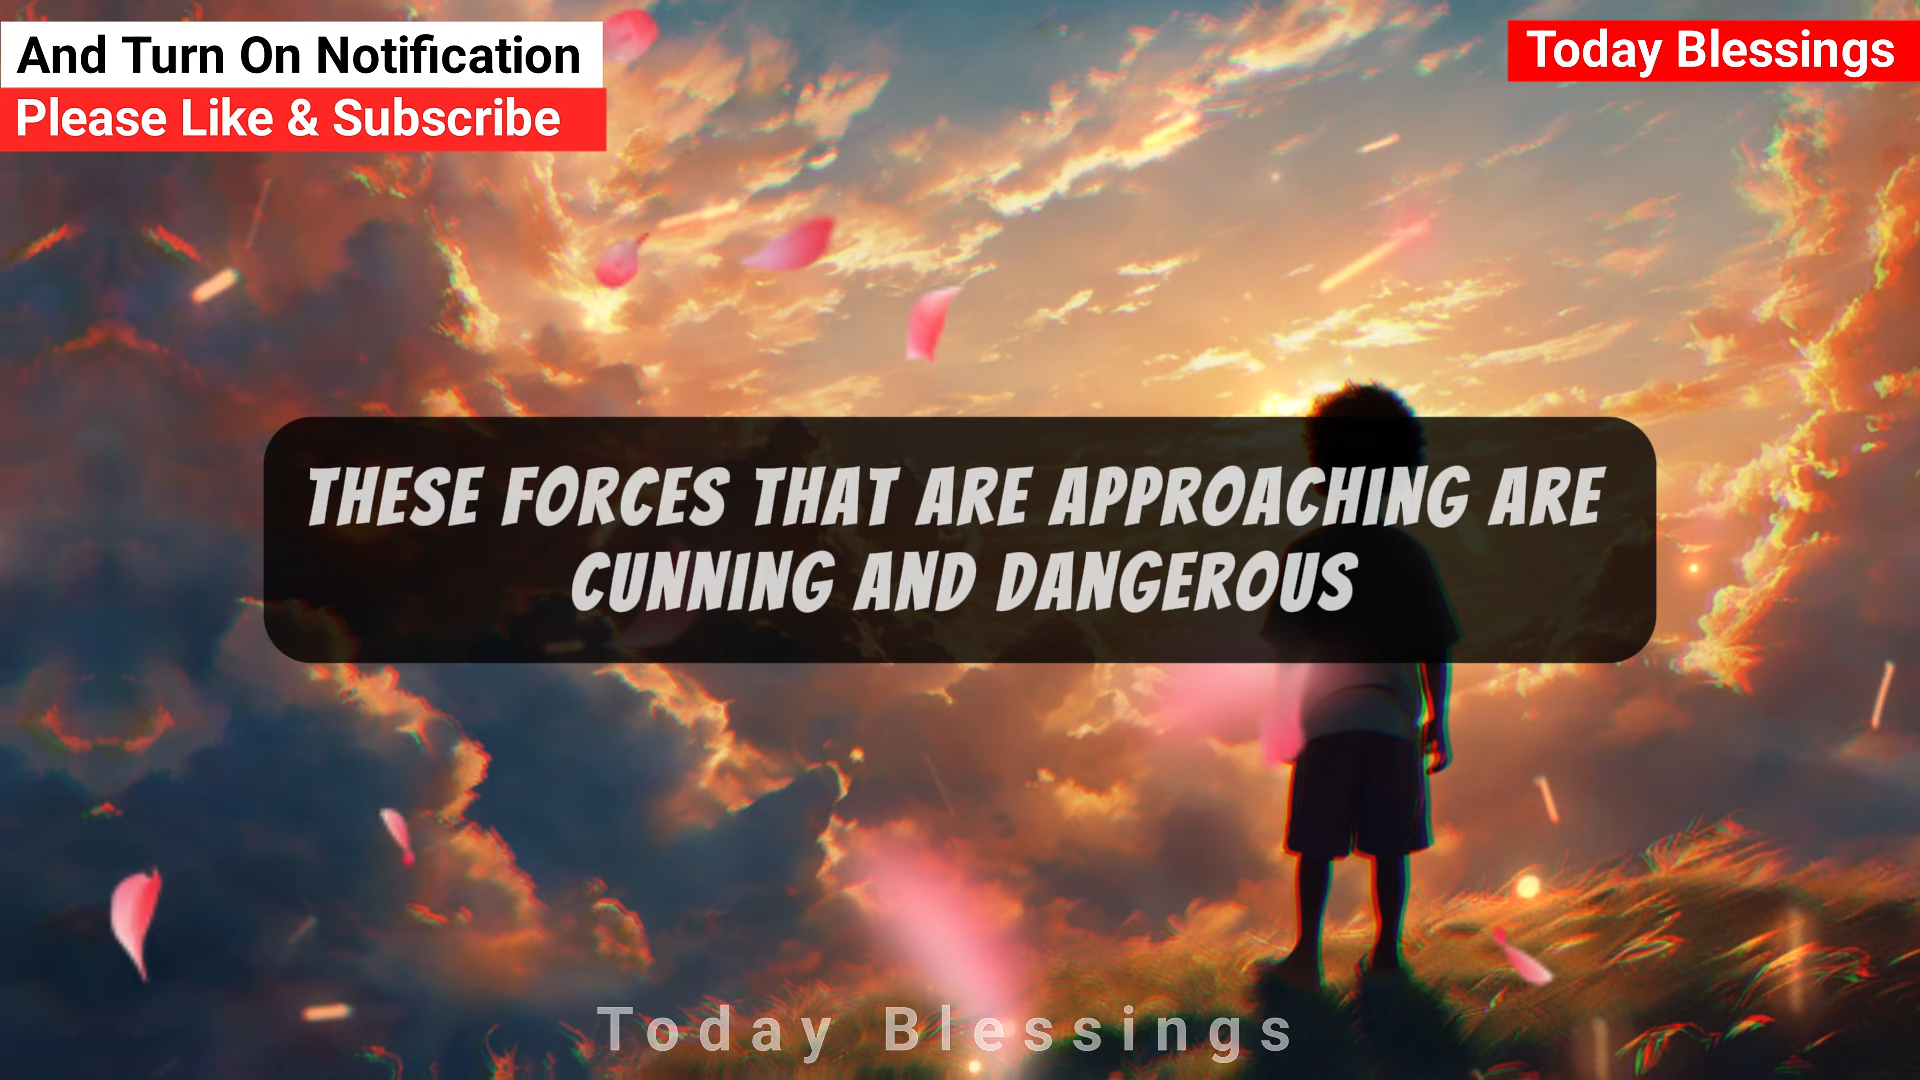 And Turn On Notification
Please Like & Subscribe
Today Blessings
THESE FORCES THAT ARE APPROACHING ARE
CUNNING AND DANGEROUS
Today Blessings